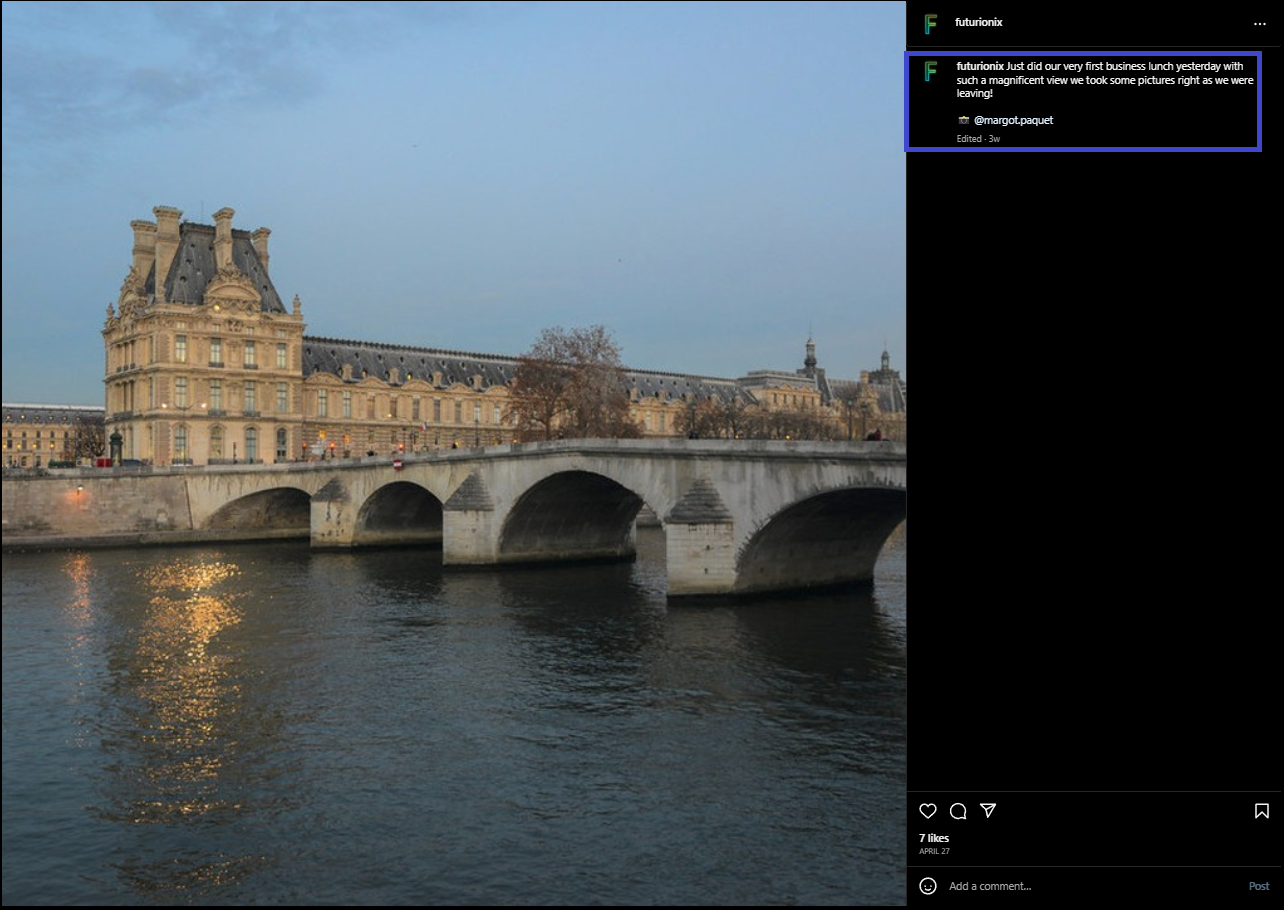 futurionix
futurionix Just did our very first business lunch yesterday with
such a magnificent view we took some pictures right as we were
leaving!
@margot.paquet
Edited · 3w
7 likes
APRIL 27
Add a comment...
Post